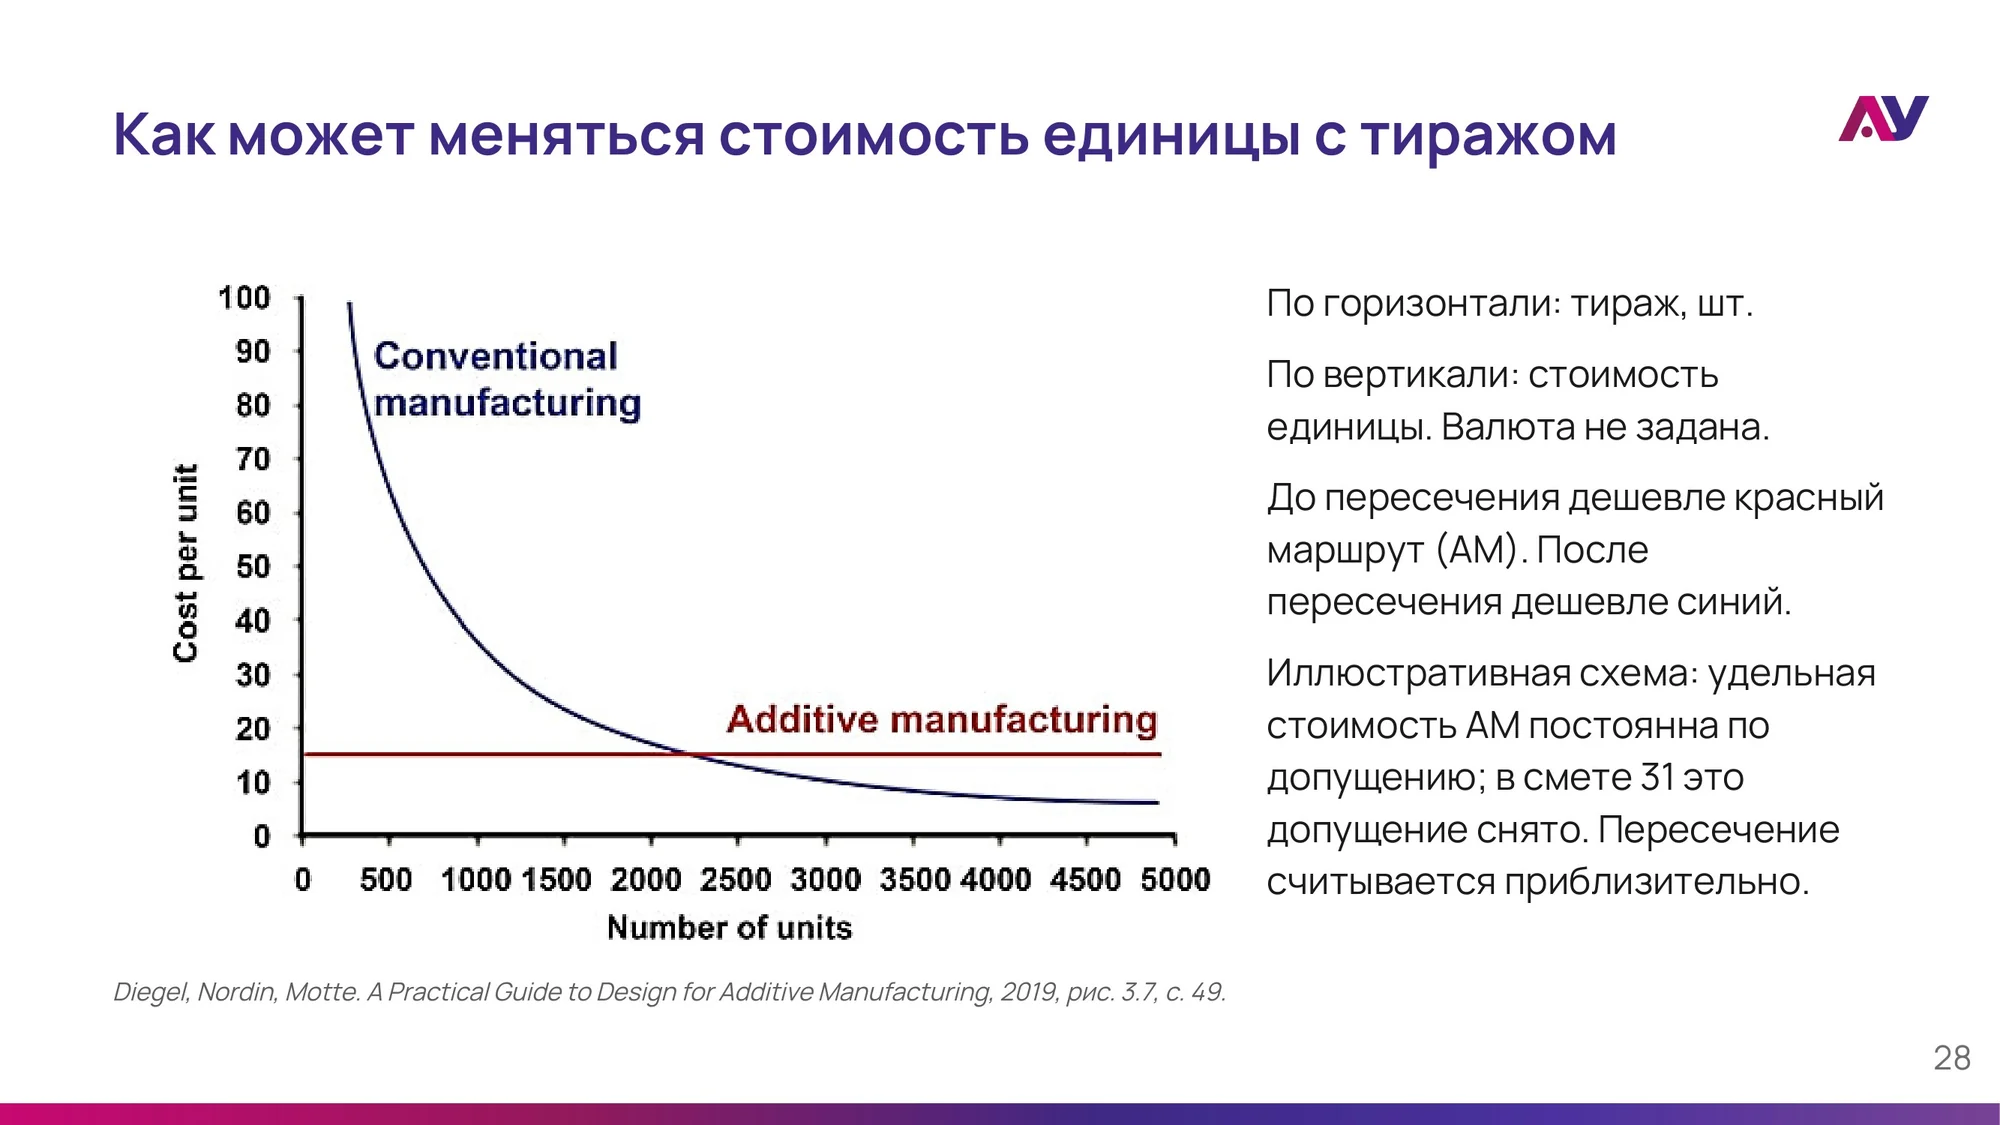 Как может меняться стоимость единицы с тиражом
АУ
100
90
80
70
60
50
40
30
20
10
0
Cost per unit
Conventional
manufacturing
Additive manufacturing
0 500 1000 1500 2000 2500 3000 3500 4000 4500 5000
Number of units
По горизонтали: тираж, шт.
По вертикали: стоимость
единицы. Валюта не задана.
До пересечения дешевле красный
маршрут (АМ). После
пересечения дешевле синий.
Иллюстративная схема: удельная
стоимость АМ постоянна по
допущению; в смете 31 это
допущение снято. Пересечение
считывается приблизительно.
Diegel, Nordin, Motte. A Practical Guide to Design for Additive Manufacturing, 2019, рис. 3.7, с. 49.
28